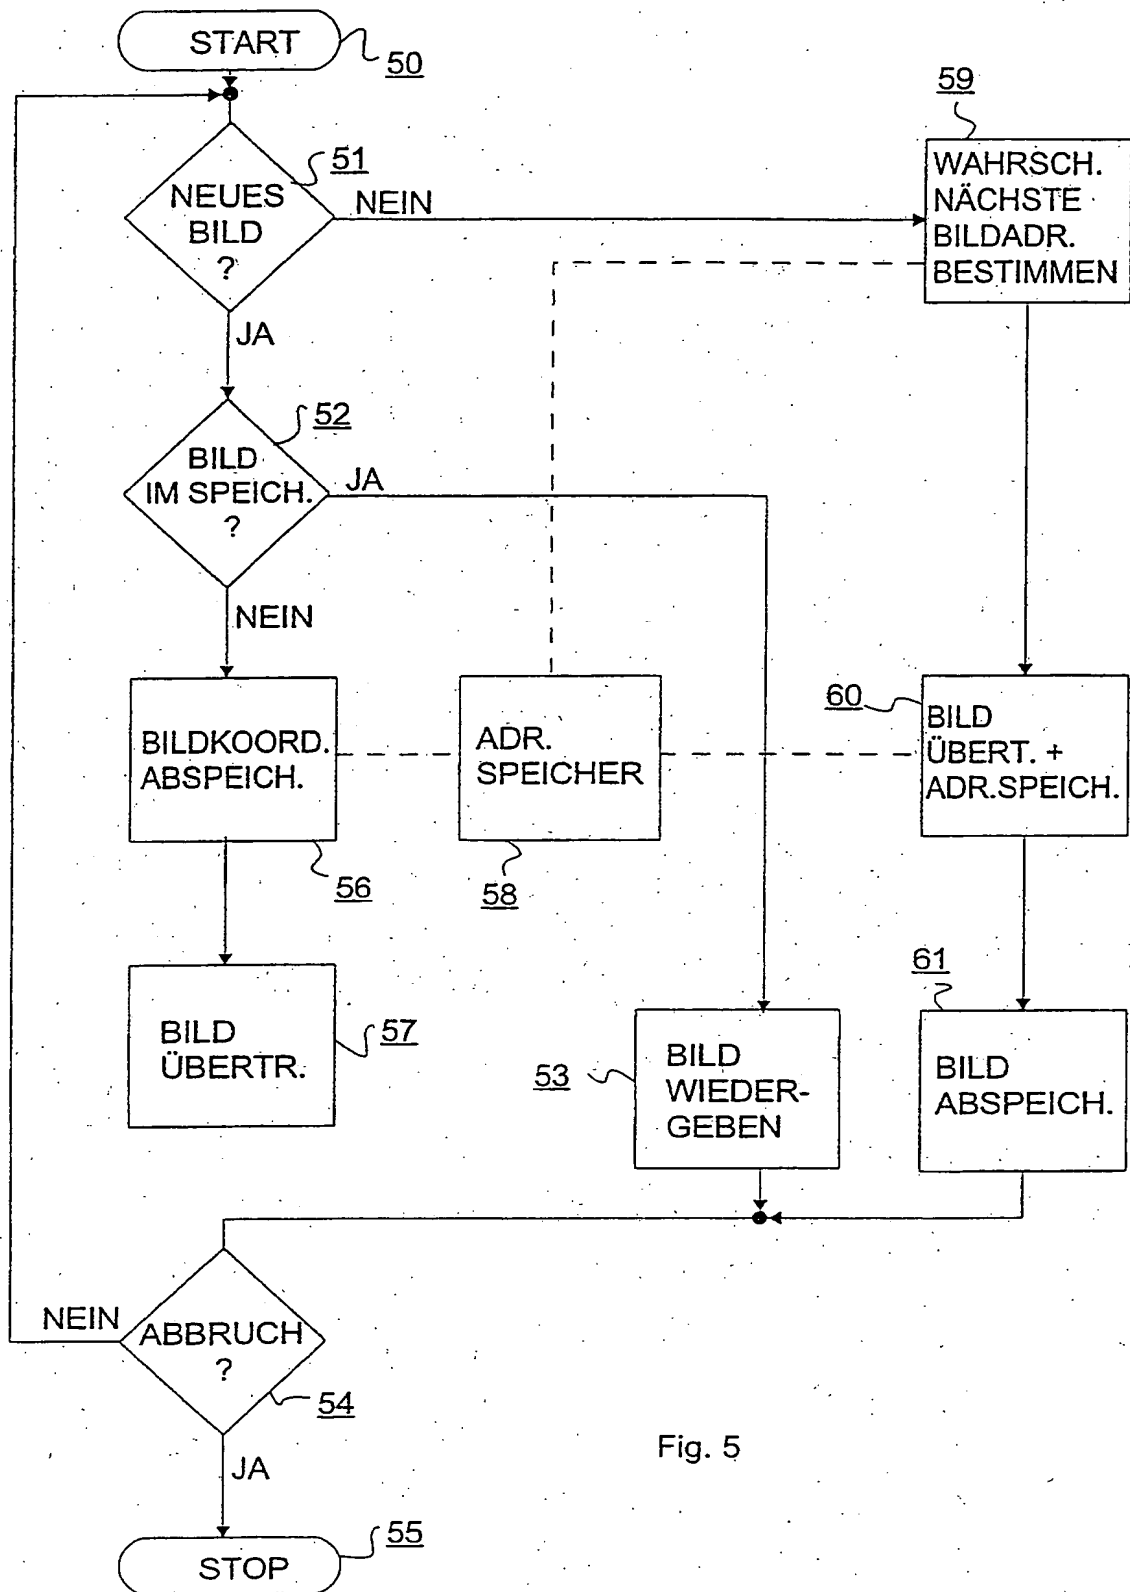 START
50
59
51
NEUES
BILD
?
NEIN
WAHRSCH.
NÄCHSTE
BILDADR.
BESTIMMEN
JA
52
BILD
IM SPEICH.
?
JA
NEIN
BILDKOORD.
ABSPEICH.
56
ADR.
SPEICHER
58
60
BILD
ÜBERT. +
ADR.SPEICH.
BILD
ÜBERTR.
57
53
BILD
WIEDER-
GEBEN
61
BILD
ABSPEICH.
NEIN
ABBRUCH
?
54
JA
Fig. 5
STOP
55